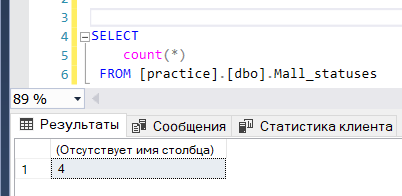 3
4 SELECT
5 count(*)
6 FROM [practice].[dbo].Mall_statuses
89 %
Результаты Сообщения Статистика клиента
(Отсутствует имя столбца)
1 4